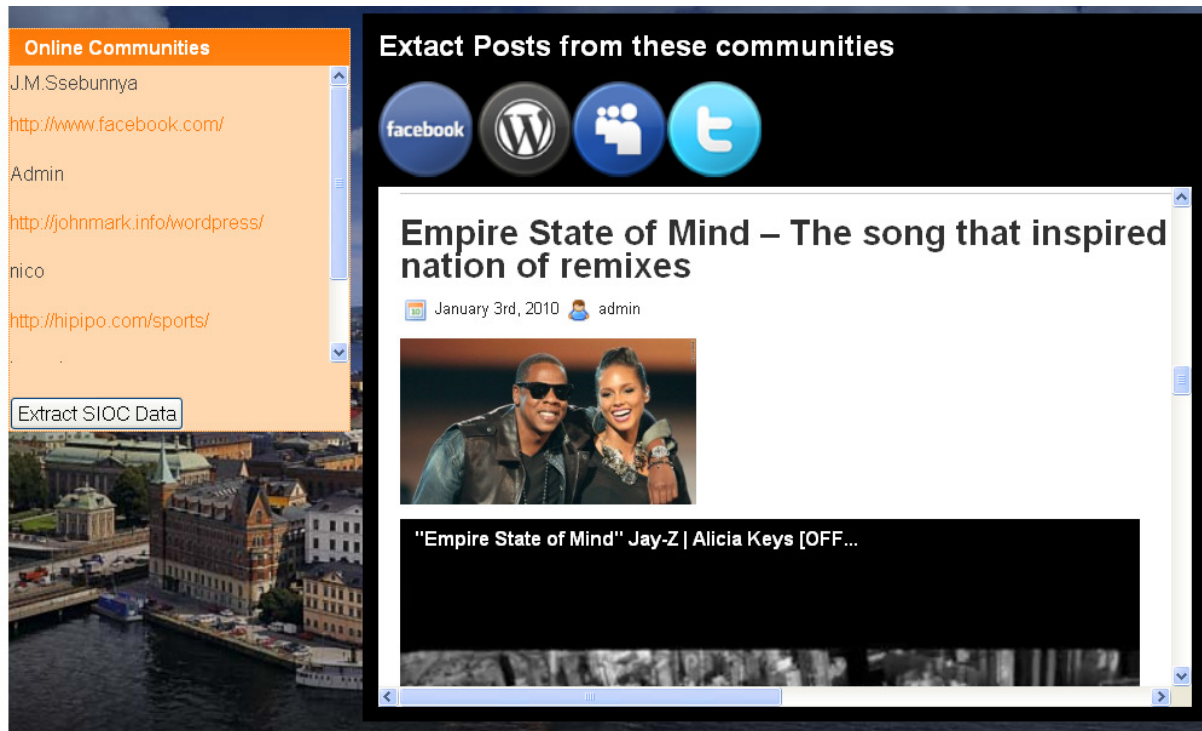 Online Communities
J.M.Ssebunnya
http://www.facebook.com/
Admin
http://johnmark.info/wordpress/
nico
http://hipipo.com/sports/
Extract SIOC Data
Extact Posts from these communities
facebook
Empire State of Mind – The song that inspired
nation of remixes
January 3rd, 2010 admin
"Empire State of Mind" Jay-Z | Alicia Keys [OFF...